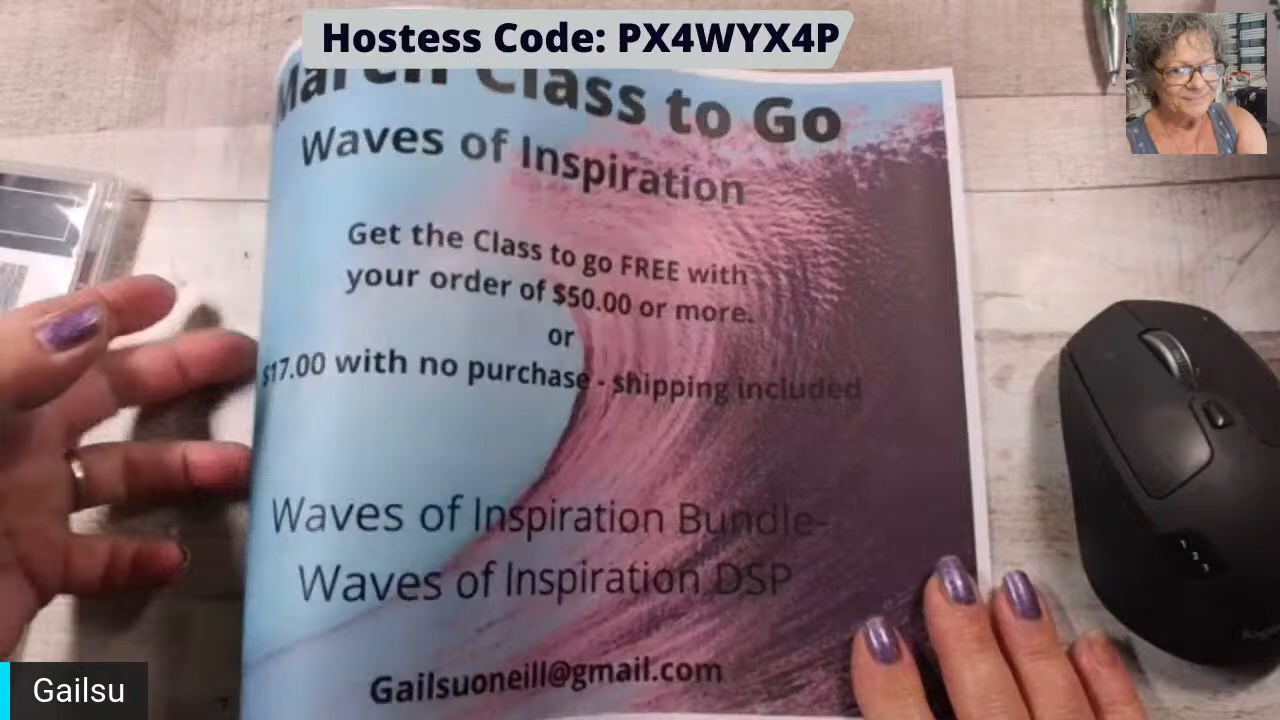 Hostess Code: PX4WYX4P
March Class to Go
Waves of Inspiration
Get the Class to go FREE with
your order of $50.00 or more.
or
$17.00 with no purchase - shipping included
Waves of Inspiration Bundle-
Waves of Inspiration DSP
Gailsuoneill@gmail.com
Gailsu